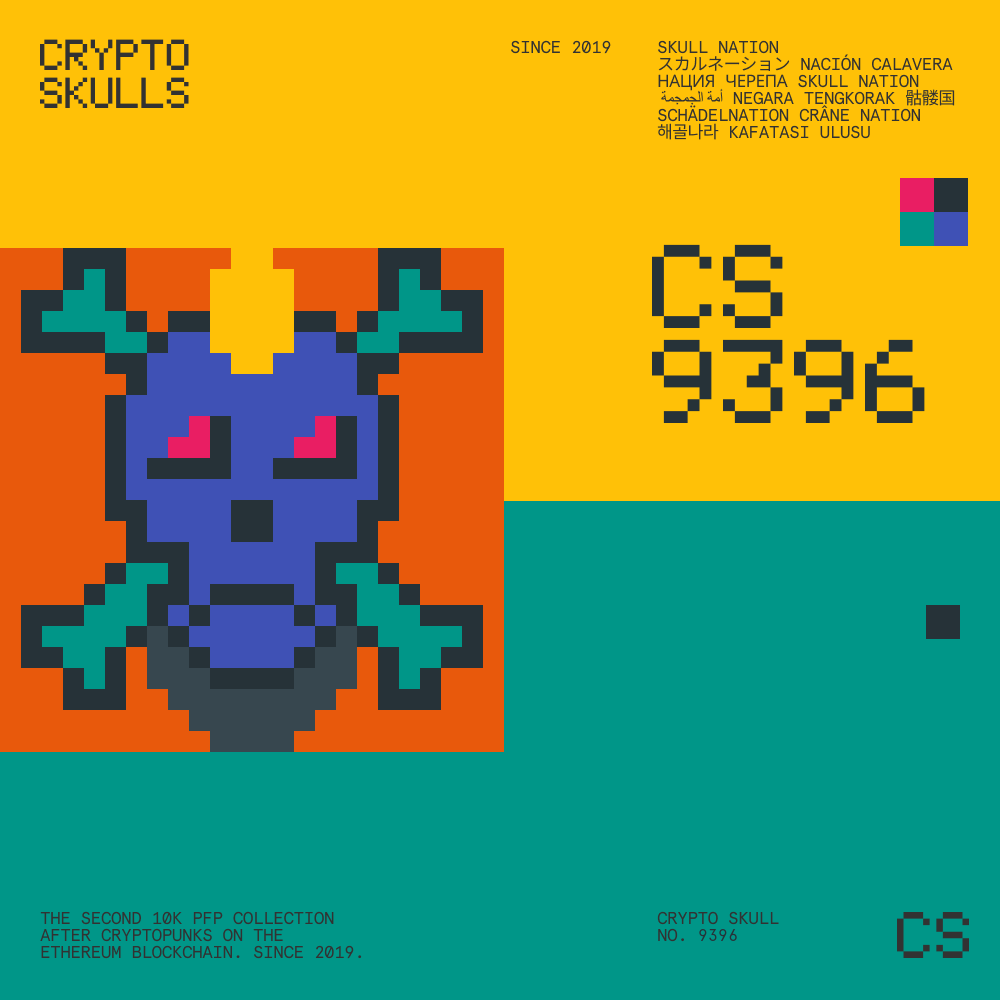 CRYPTO
SKULLS
SINCE 2019
SKULL NATION
スカルネーション NACIÓN CALAVERA
НАЦИЯ ЧЕРЕПА SKULL NATION
أمة الجمجمة NEGARA TENGKORAK 骷髅国
SCHÄDELNATION CRÂNE NATION
해골나라 KAFATASI ULUSU
CS
9396
THE SECOND 10K PFP COLLECTION
AFTER CRYPTOPUNKS ON THE
ETHEREUM BLOCKCHAIN. SINCE 2019.
CRYPTO SKULL
NO. 9396
CS